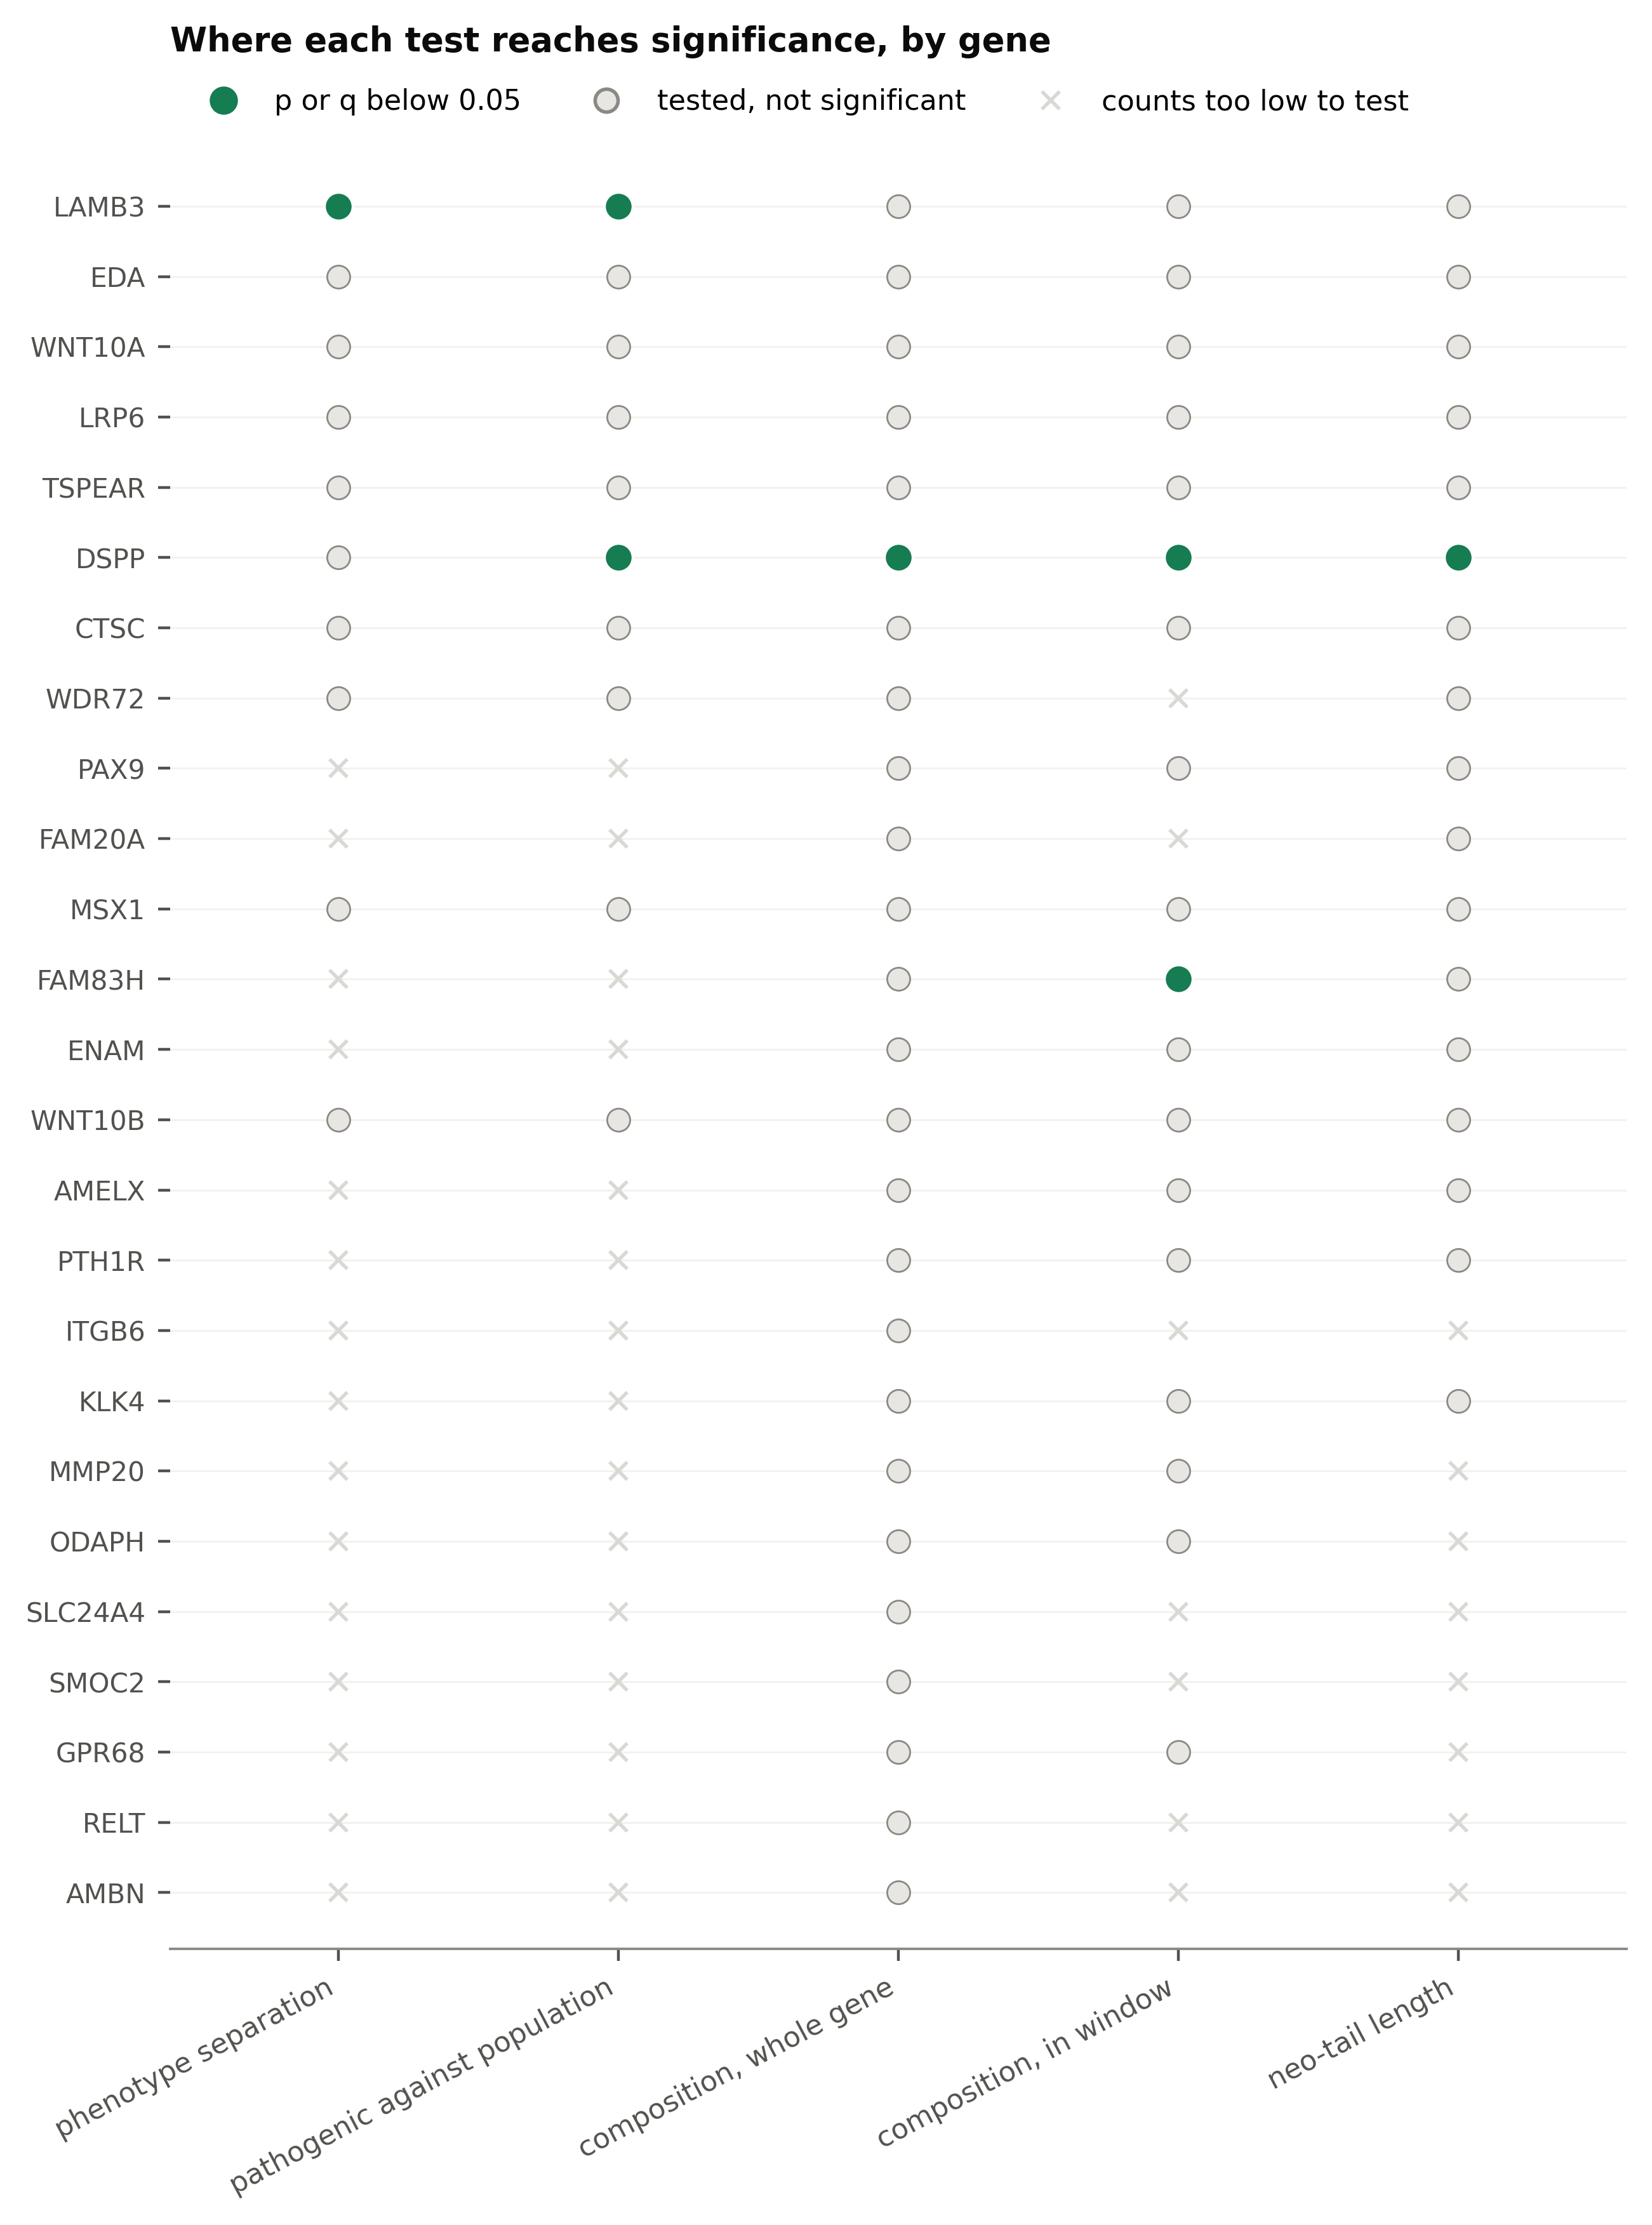 Where each test reaches significance, by gene
p or q below 0.05
tested, not significant
counts too low to test
LAMB3
EDA
WNT10A
LRP6
TSPEAR
DSPP
CTSC
WDR72
PAX9
FAM20A
MSX1
FAM83H
ENAM
WNT10B
AMELX
PTH1R
ITGB6
KLK4
MMP20
ODAPH
SLC24A4
SMOC2
GPR68
RELT
AMBN
phenotype separation
pathogenic against population
composition, whole gene
composition, in window
neo-tail length